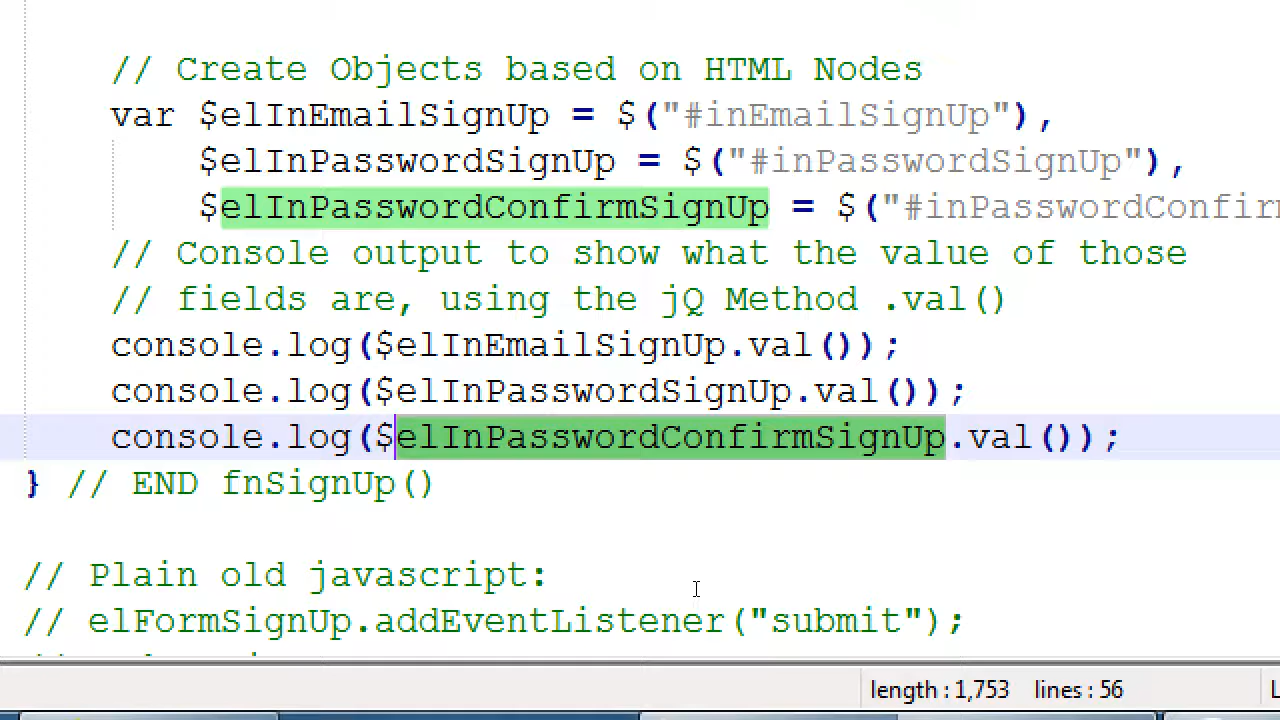 // Create Objects based on HTML Nodes
var $elInEmailSignUp = $("#inEmailSignUp"),
$elInPasswordSignUp = $("#inPasswordSignUp"),
$elInPasswordConfirmSignUp = $("#inPasswordConfir
// Console output to show what the value of those
// fields are, using the jQ Method .val()
console.log($elInEmailSignUp.val());
console.log($elInPasswordSignUp.val());
console.log($elInPasswordConfirmSignUp.val());
} // END fnSignUp()
// Plain old javascript:
// elFormSignUp.addEventListener("submit");
length : 1,753 lines : 56